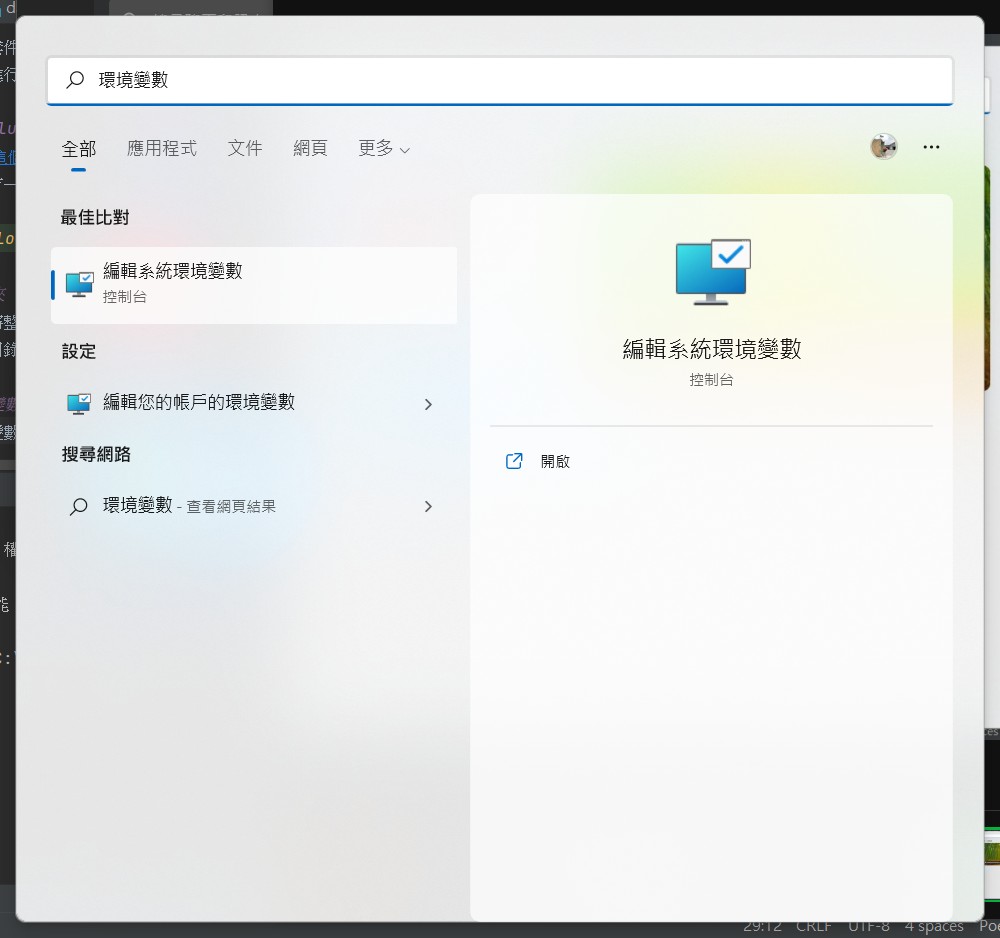 環境變數
全部 應用程式 文件 網頁 更多
最佳比對
編輯系統環境變數
控制台
設定
編輯您的帳戶的環境變數
搜尋網路
環境變數 - 查看網頁結果
編輯系統環境變數
控制台
開啟
29:12 CRLF UTF-8 4 spaces